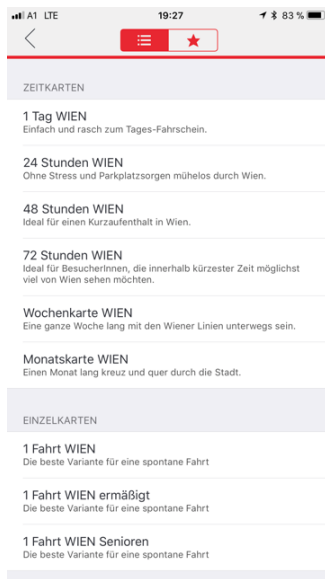 A1 LTE 19:27 83 %
ZEITKARTEN
1 Tag WIEN
Einfach und rasch zum Tages-Fahrschein.
24 Stunden WIEN
Ohne Stress und Parkplatzsorgen mühelos durch Wien.
48 Stunden WIEN
Ideal für einen Kurzaufenthalt in Wien.
72 Stunden WIEN
Ideal für BesucherInnen, die innerhalb kürzester Zeit möglichst
viel von Wien sehen möchten.
Wochenkarte WIEN
Eine ganze Woche lang mit den Wiener Linien unterwegs sein.
Monatskarte WIEN
Einen Monat lang kreuz und quer durch die Stadt.
EINZELKARTEN
1 Fahrt WIEN
Die beste Variante für eine spontane Fahrt
1 Fahrt WIEN ermäßigt
Die beste Variante für eine spontane Fahrt
1 Fahrt WIEN Senioren
Die beste Variante für eine spontane Fahrt